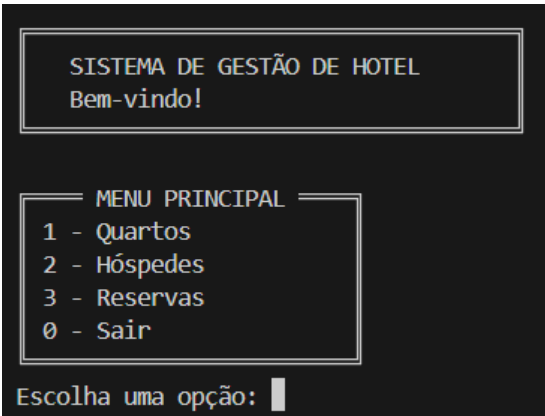 SISTEMA DE GESTÃO DE HOTEL
Bem-vindo!
MENU PRINCIPAL
1 - Quartos
2 - Hóspedes
3 - Reservas
0 - Sair
Escolha uma opção: